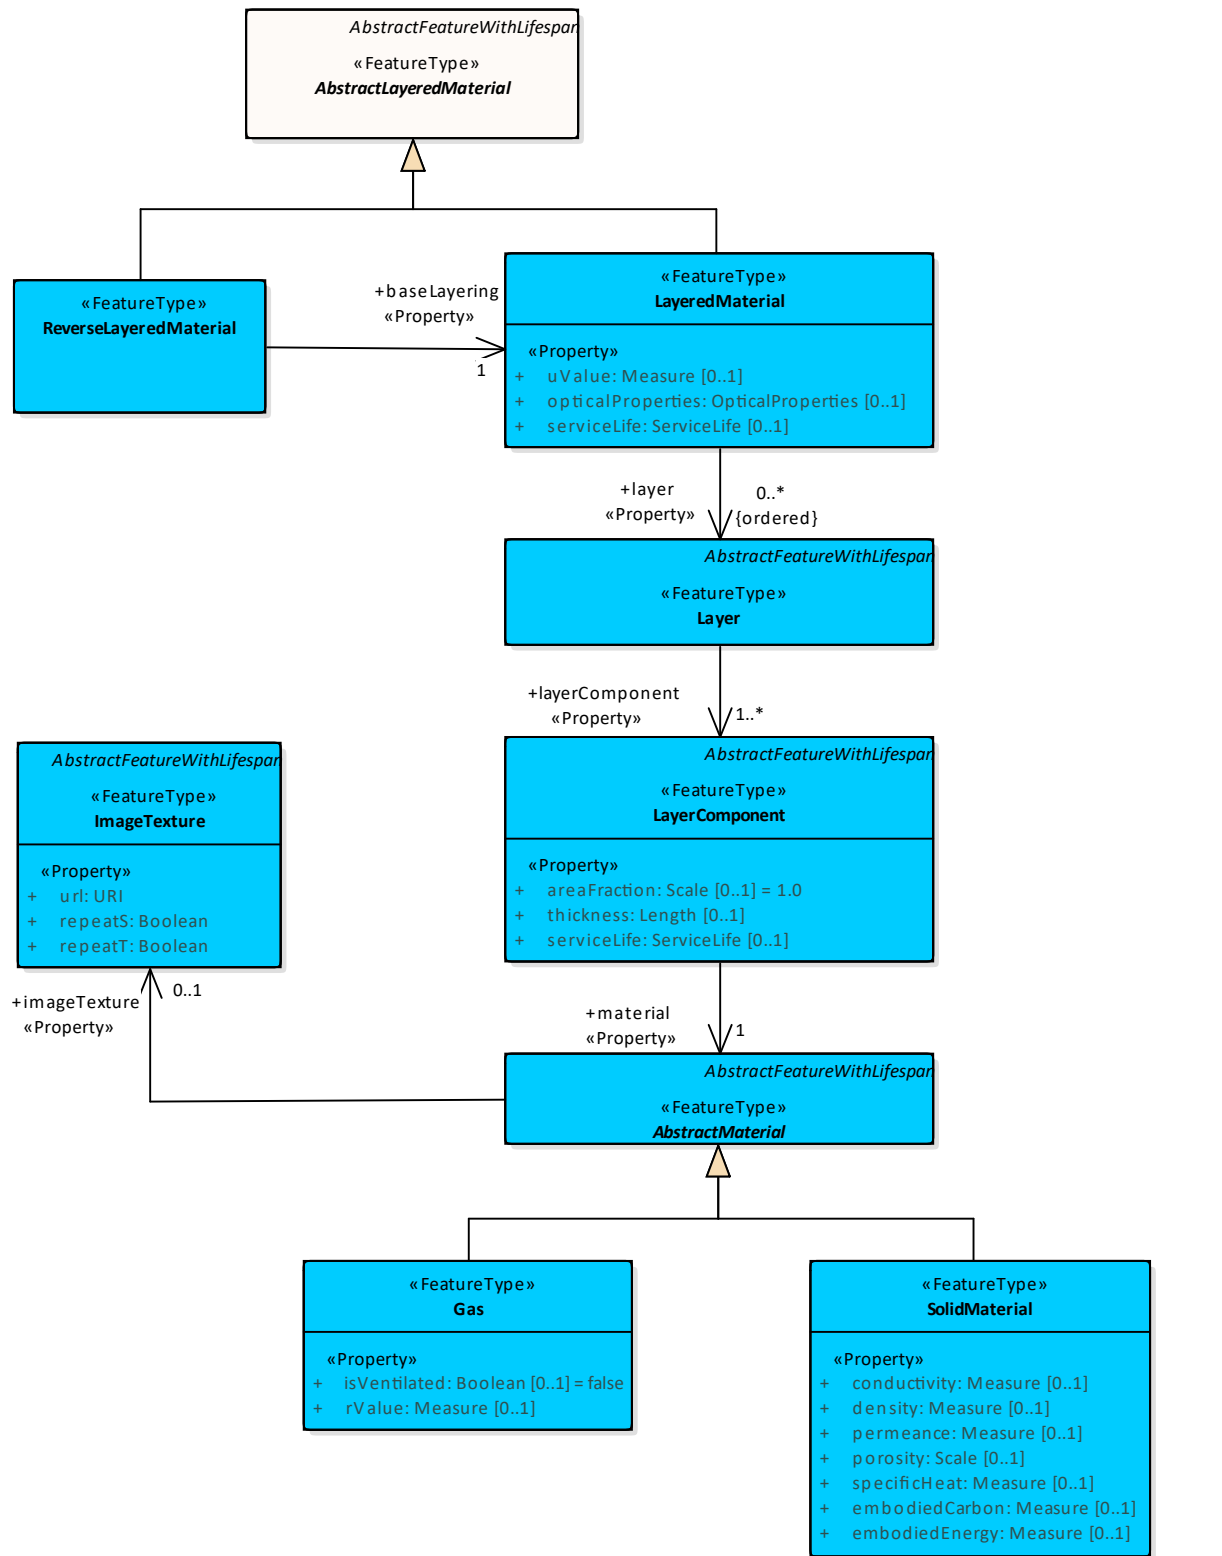 AbstractFeatureWithLifespan
«FeatureType»
AbstractLayeredMaterial
«FeatureType»
ReverseLayeredMaterial
+baseLayering
«Property»
1
«FeatureType»
LayeredMaterial
«Property»
+ uValue: Measure [0..1]
+ opticalProperties: OpticalProperties [0..1]
+ serviceLife: ServiceLife [0..1]
+layer
«Property»
0..*
{ordered}
AbstractFeatureWithLifespan
«FeatureType»
Layer
+layerComponent
«Property»
1..*
AbstractFeatureWithLifespan
«FeatureType»
ImageTexture
«Property»
+ url: URI
+ repeatS: Boolean
+ repeatT: Boolean
AbstractFeatureWithLifespan
«FeatureType»
LayerComponent
«Property»
+ areaFraction: Scale [0..1] = 1.0
+ thickness: Length [0..1]
+ serviceLife: ServiceLife [0..1]
+imageTexture
«Property»
0..1
+material
«Property»
1
AbstractFeatureWithLifespan
«FeatureType»
AbstractMaterial
«FeatureType»
Gas
«Property»
+ isVentilated: Boolean [0..1] = false
+ rValue: Measure [0..1]
«FeatureType»
SolidMaterial
«Property»
+ conductivity: Measure [0..1]
+ density: Measure [0..1]
+ permeance: Measure [0..1]
+ porosity: Scale [0..1]
+ specificHeat: Measure [0..1]
+ embodiedCarbon: Measure [0..1]
+ embodiedEnergy: Measure [0..1]